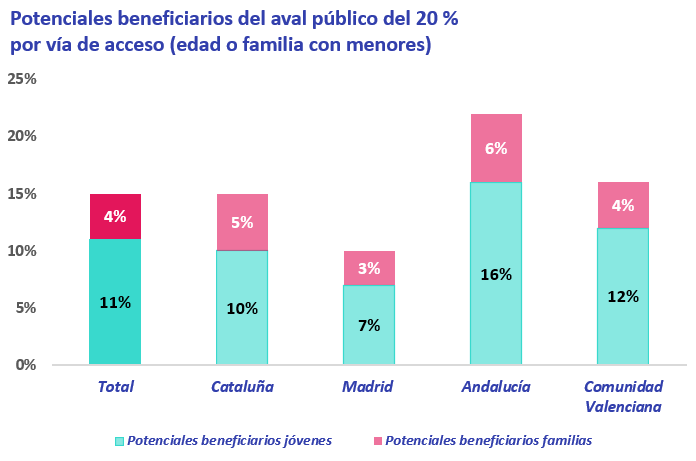 Potenciales beneficiarios del aval público del 20 %
por vía de acceso (edad o familia con menores)
25%
20%
15%
10%
5%
0%
4%
11%
5%
10%
3%
7%
6%
16%
4%
12%
Total
Cataluña
Madrid
Andalucía
Comunidad
Valenciana
Potenciales beneficiarios jóvenes
Potenciales beneficiarios familias